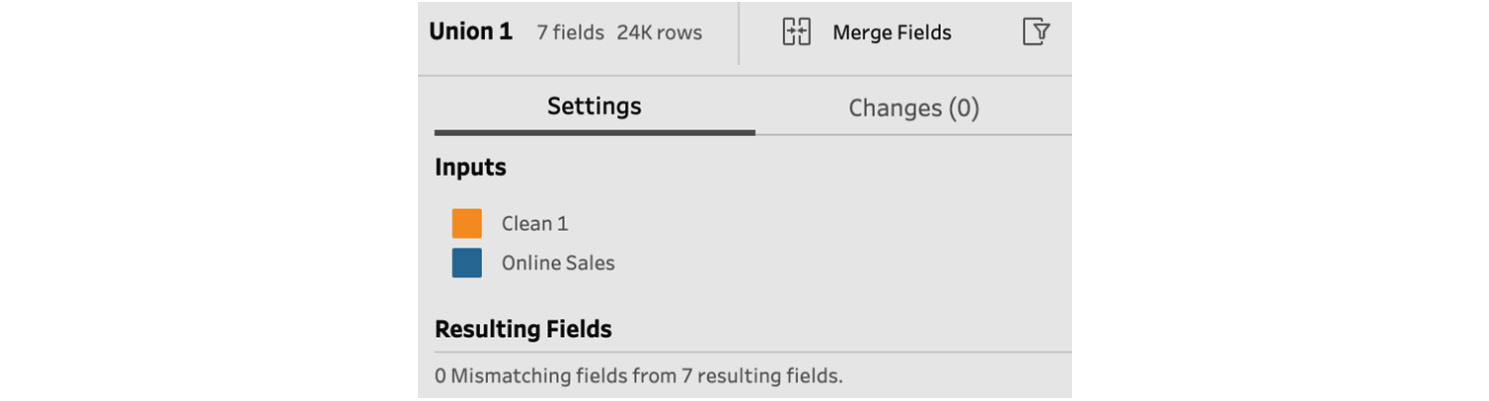 Union 1 7 fields 24K rows Merge Fields
Settings Changes (0)
Inputs
Clean 1
Online Sales
Resulting Fields
0 Mismatching fields from 7 resulting fields.